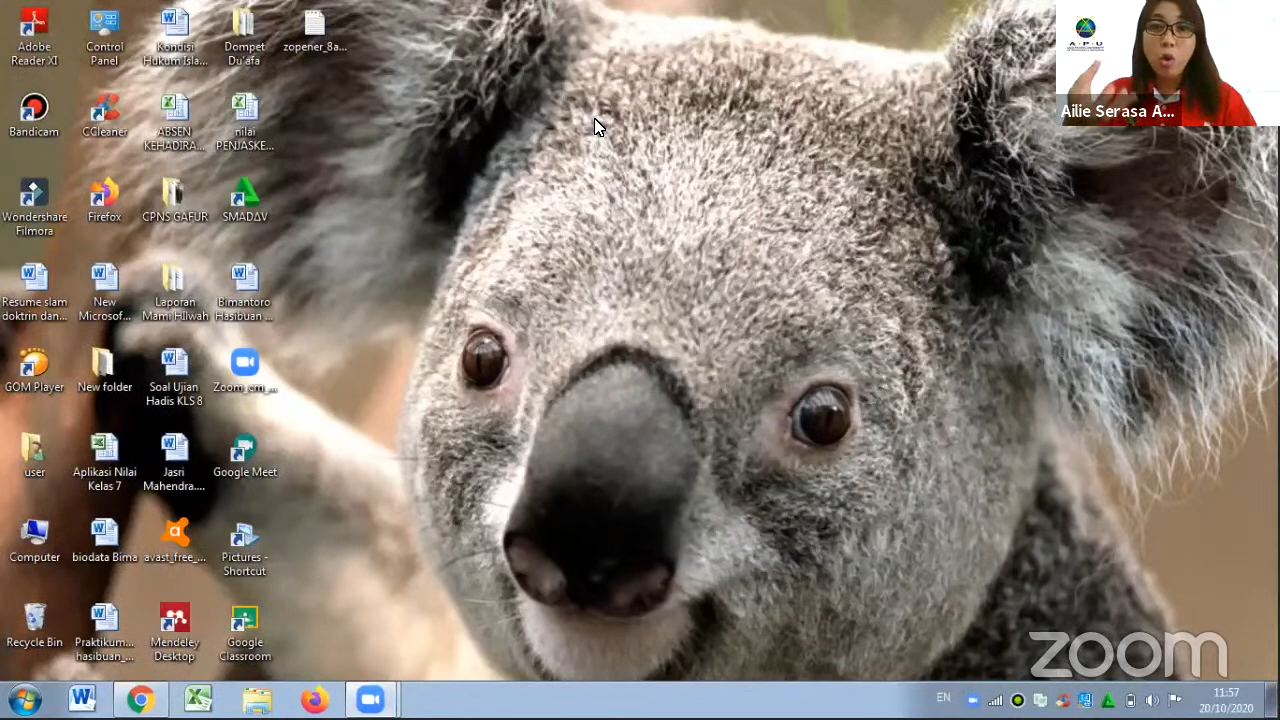 Adobe
Reader XI
Control
Panel
Kondisi
Hukum Isla...
Dompet
Du'afa
zopener_8a...
A · P · U
Ailie Serasa A...
Bandicam
CCleaner
ABSEN
KEHADIRA...
nilai
PENJASKE...
Wondershare
Filmora
Firefox
CPNS GAFUR
SMADΔV
Resume slam
doktrin dan...
New
Microsof...
Laporan
Mami HIlwah
Bimantoro
Hasibuan ...
GOM Player
New folder
Soal Ujian
Hadis KLS 8
Zoom_cm_...
user
Aplikasi Nilai
Kelas 7
Jasri
Mahendra....
Google Meet
Computer
biodata Bima
avast_free_...
Pictures -
Shortcut
Recycle Bin
Praktikum...
hasibuan_...
Mendeley
Desktop
Google
Classroom
zoom
EN
11:57
20/10/2020